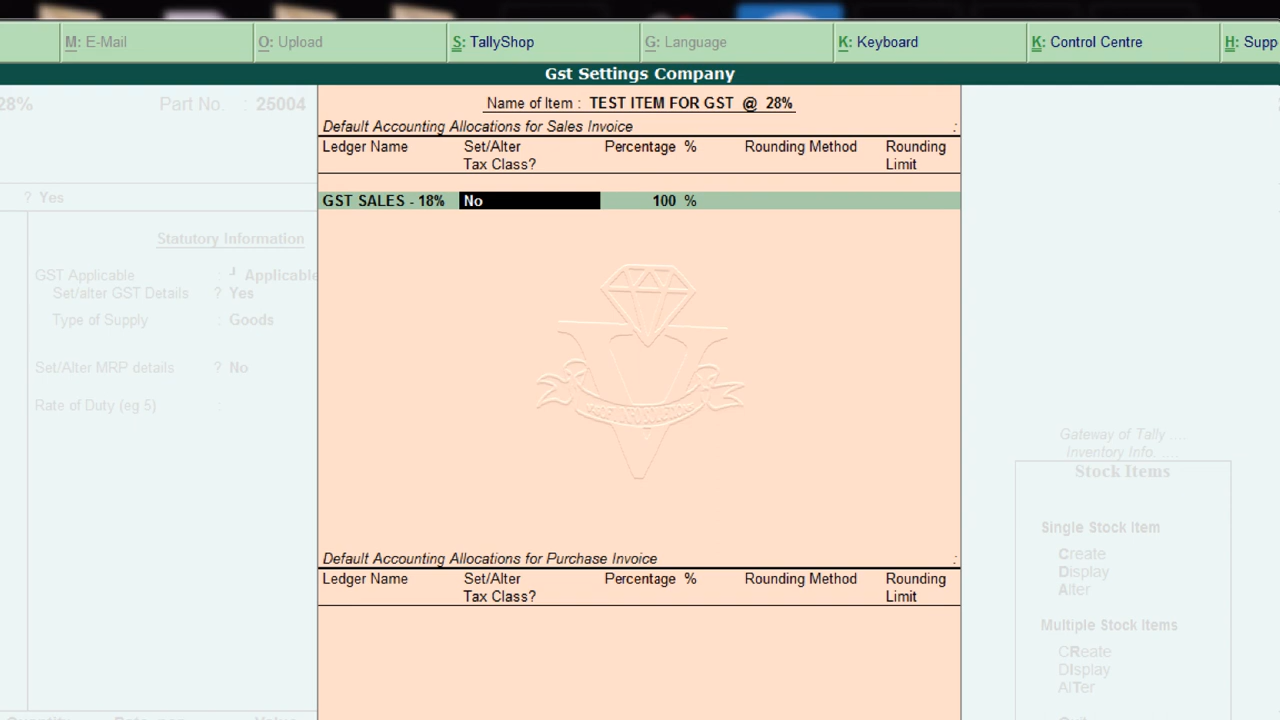 M: E-Mail
O: Upload
S: TallyShop
G: Language
K: Keyboard
K: Control Centre
H: Supp
Gst Settings Company
28%
Part No. : 25004
Name of Item : TEST ITEM FOR GST @ 28%
Default Accounting Allocations for Sales Invoice :
Ledger Name Set/Alter Tax Class? Percentage % Rounding Method Rounding Limit
GST SALES - 18% No 100 %
? Yes
Statutory Information
GST Applicable : ┘ Applicable
Set/alter GST Details ? Yes
Type of Supply : Goods
Set/Alter MRP details ? No
Rate of Duty (eg 5) :
Default Accounting Allocations for Purchase Invoice :
Ledger Name Set/Alter Tax Class? Percentage % Rounding Method Rounding Limit
Gateway of Tally ....
Inventory Info. ....
Stock Items
Single Stock Item
Create
Display
Alter
Multiple Stock Items
CReate
DIsplay
AlTer